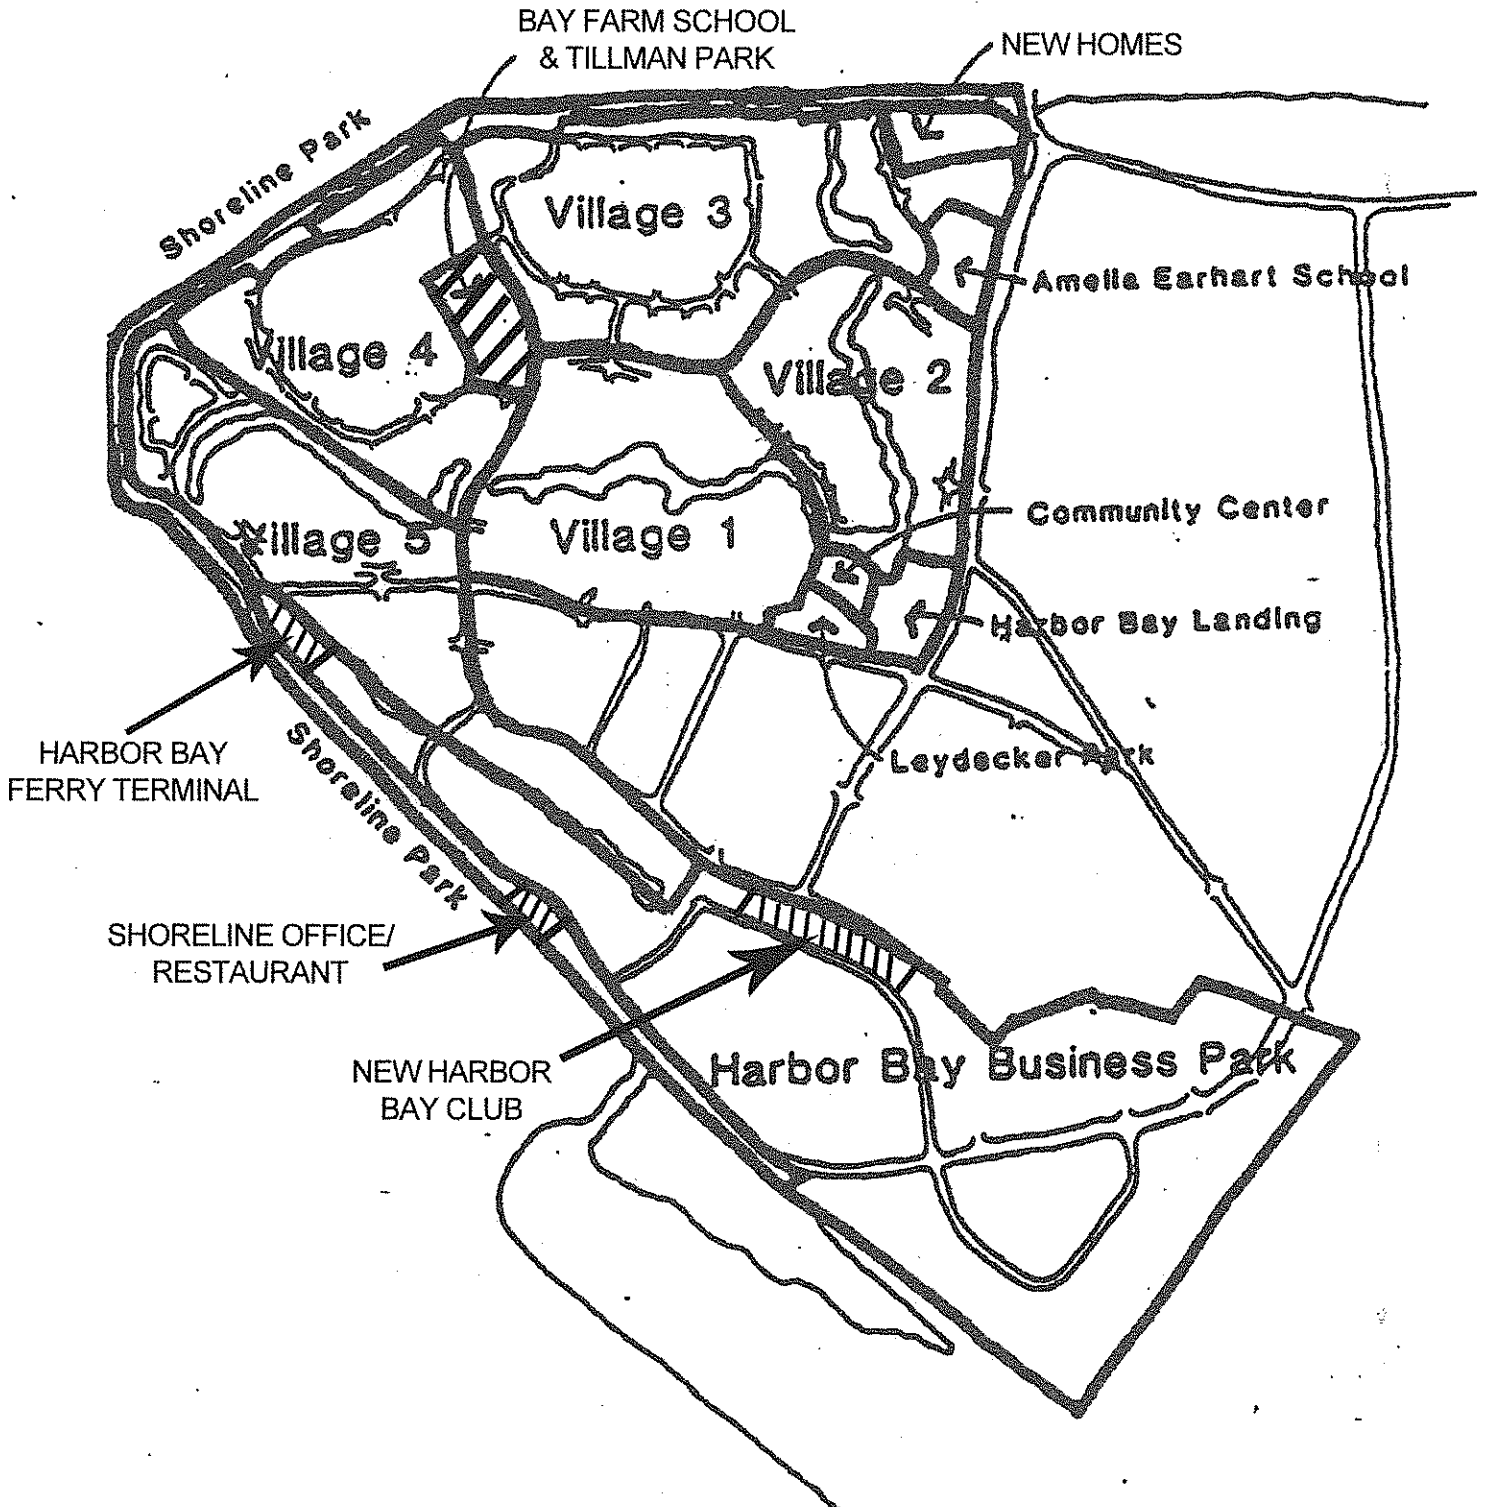 BAY FARM SCHOOL
& TILLMAN PARK
NEW HOMES
Shoreline Park
Village 3
Amelia Earhart School
Village 4
Village 2
Community Center
Village 5
Village 1
Harbor Bay Landing
HARBOR BAY
FERRY TERMINAL
Shoreline Park
Leydecker Park
SHORELINE OFFICE/
RESTAURANT
NEW HARBOR
BAY CLUB
Harbor Bay Business Park